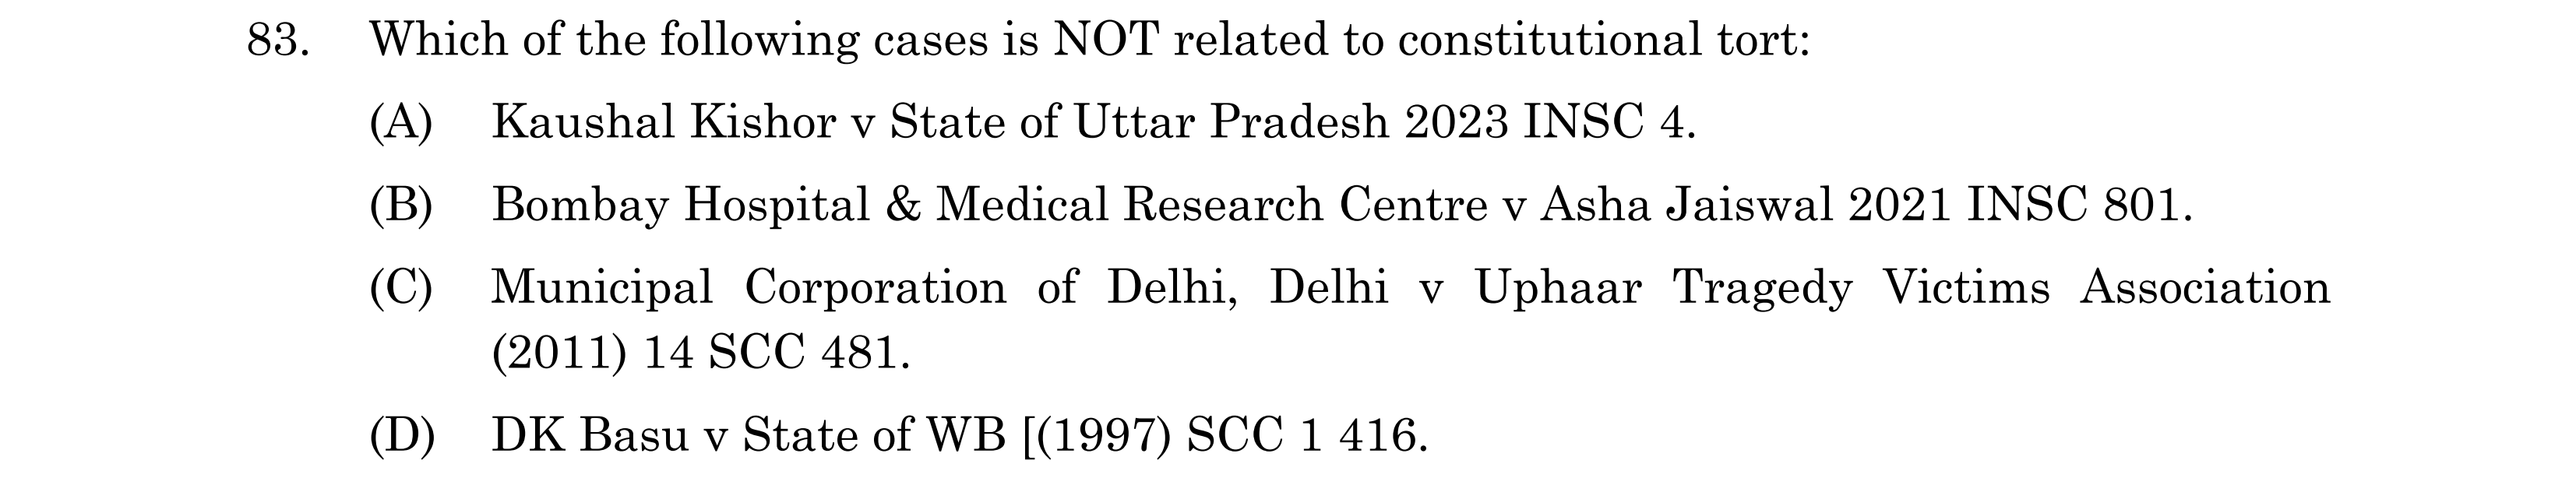 83. Which of the following cases is NOT related to constitutional tort:
(A) Kaushal Kishor v State of Uttar Pradesh 2023 INSC 4.
(B) Bombay Hospital & Medical Research Centre v Asha Jaiswal 2021 INSC 801.
(C) Municipal Corporation of Delhi, Delhi v Uphaar Tragedy Victims Association
(2011) 14 SCC 481.
(D) DK Basu v State of WB [(1997) SCC 1 416.